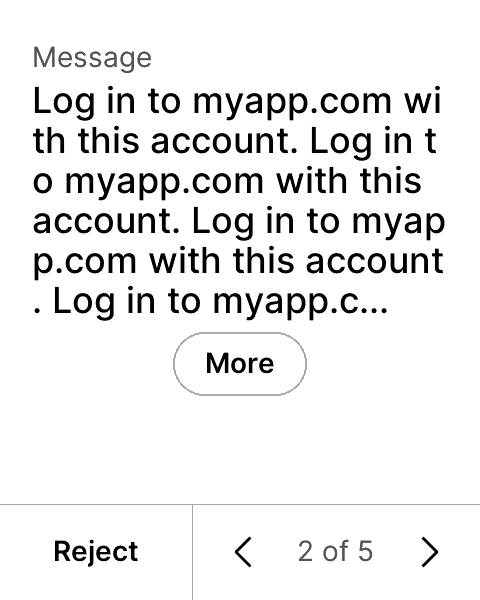 Message
Log in to myapp.com wi
th this account. Log in t
o myapp.com with this
account. Log in to myap
p.com with this account
. Log in to myapp.c...
More
Reject
2 of 5